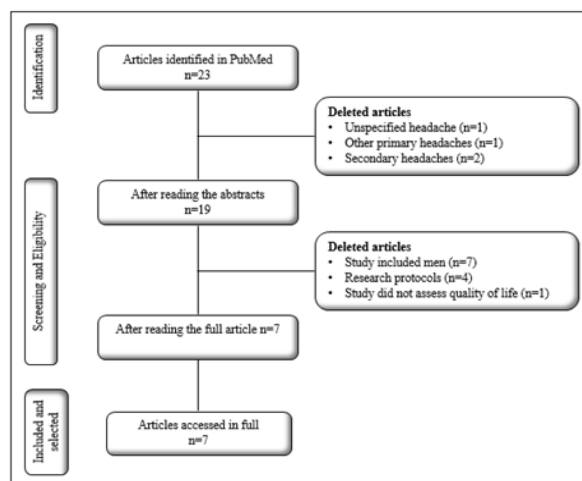 Identification
Articles identified in PubMed
n=23
Deleted articles
• Unspecified headache (n=1)
• Other primary headaches (n=1)
• Secondary headaches (n=2)
Screening and Eligibility
After reading the abstracts
n=19
Deleted articles
• Study included men (n=7)
• Research protocols (n=4)
• Study did not assess quality of life (n=1)
After reading the full article n=7
Included and
selected
Articles accessed in full
n=7